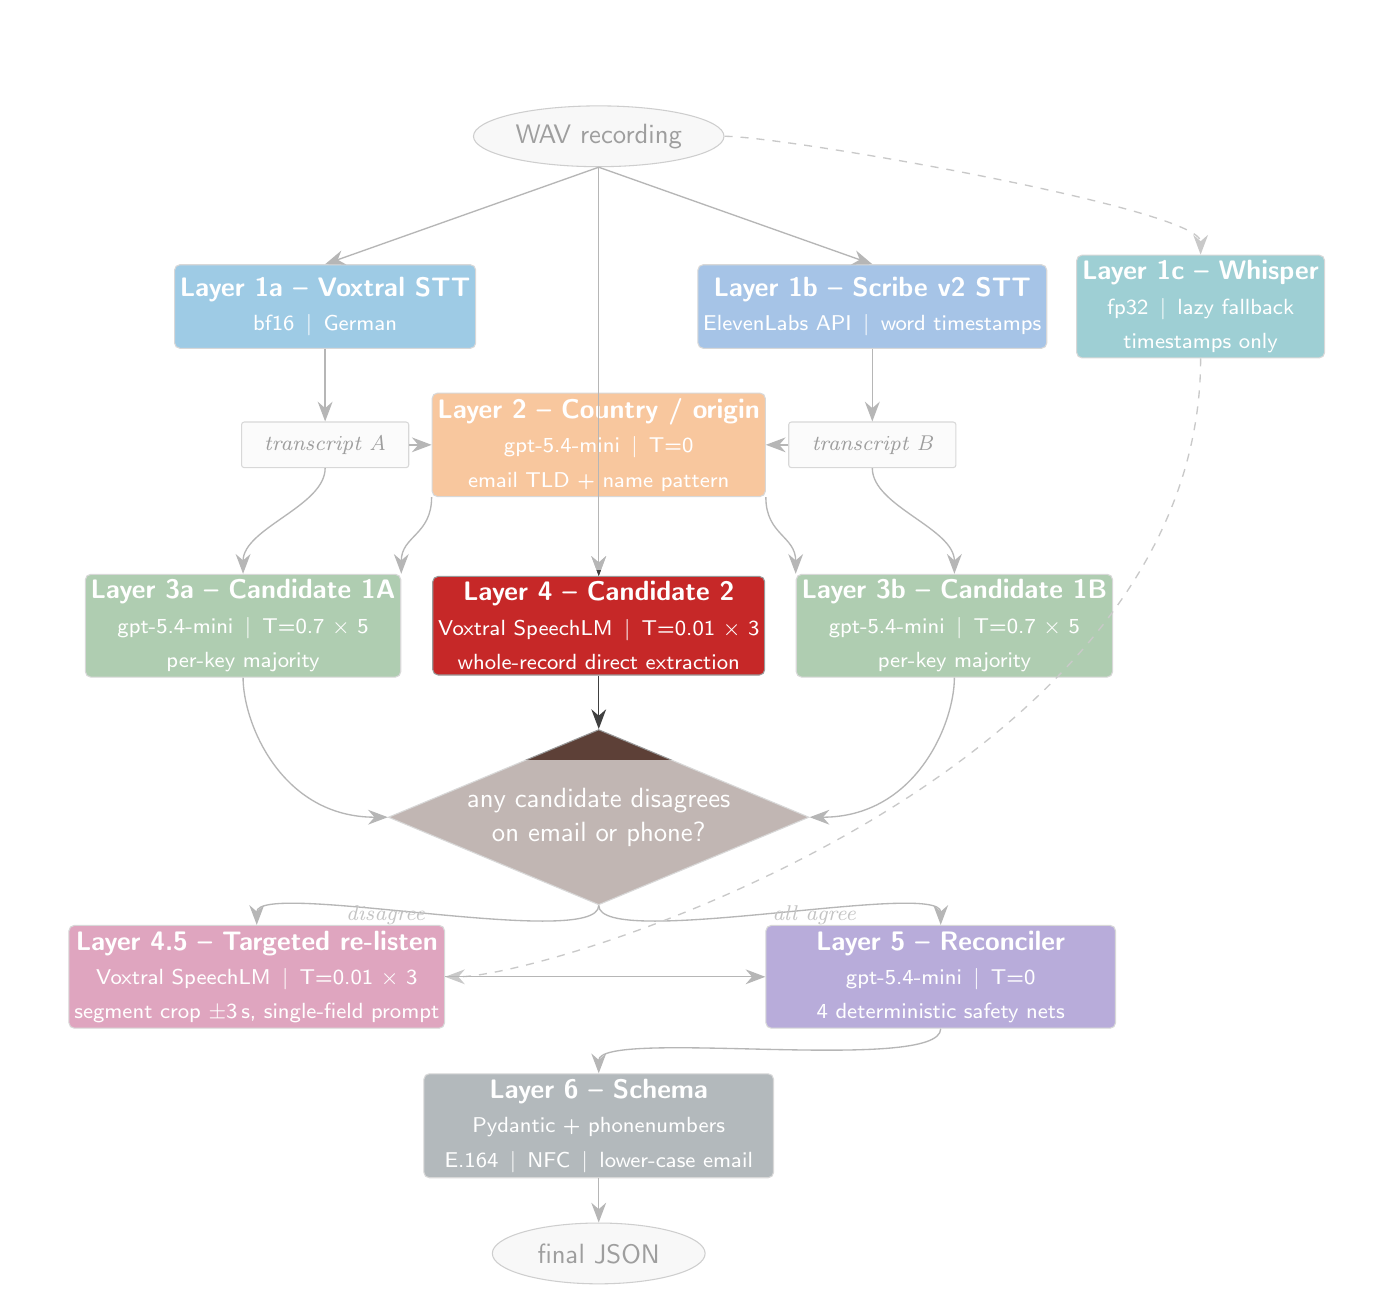 WAV recording
Layer 1a – Voxtral STT
bf16 | German
Layer 1b – Scribe v2 STT
ElevenLabs API | word timestamps
Layer 1c – Whisper
fp32 | lazy fallback
timestamps only
transcript A
Layer 2 – Country / origin
gpt-5.4-mini | T=0
email TLD + name pattern
transcript B
Layer 3a – Candidate 1A
gpt-5.4-mini | T=0.7 × 5
per-key majority
Layer 4 – Candidate 2
Voxtral SpeechLM | T=0.01 × 3
whole-record direct extraction
Layer 3b – Candidate 1B
gpt-5.4-mini | T=0.7 × 5
per-key majority
any candidate disagrees
on email or phone?
disagree
all agree
Layer 4.5 – Targeted re-listen
Voxtral SpeechLM | T=0.01 × 3
segment crop ±3 s, single-field prompt
Layer 5 – Reconciler
gpt-5.4-mini | T=0
4 deterministic safety nets
Layer 6 – Schema
Pydantic + phonenumbers
E.164 | NFC | lower-case email
final JSON